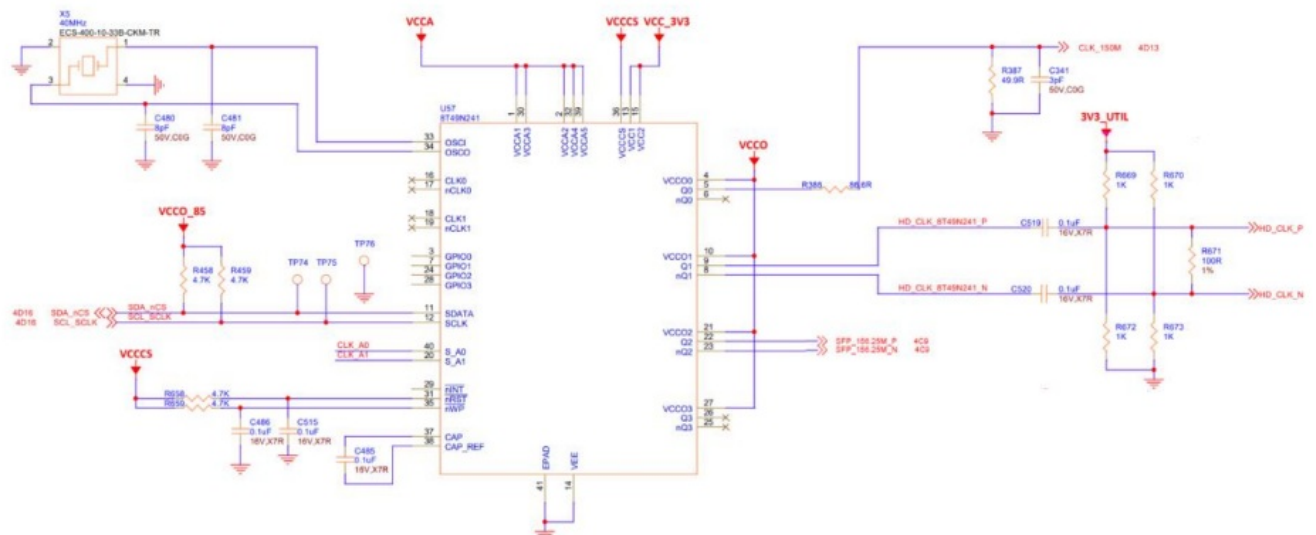 X5
40MHz
ECS-400-10-33B-CKM-TR
2
1
3
4
C480
8pF
50V,C0G
C481
8pF
50V,C0G
VCCA
VCCCS
VCC_3V3
R387
49.9R
C341
3pF
50V,C0G
CLK_150M 4D13
U57
8T49N241
1
30
2
32
39
36
13
15
VCCA1
VCCA3
VCCA2
VCCA4
VCCA5
VCCCS
VCC1
VCC2
33
OSCI
34
OSCO
16
CLK0
17
nCLK0
18
CLK1
19
nCLK1
3
GPIO0
7
GPIO1
24
GPIO2
28
GPIO3
11
SDATA
12
SCLK
40
S_A0
20
S_A1
29
nINT
31
nRST
35
nWP
37
CAP
38
CAP_REF
EPAD
VEE
41
14
VCCO
VCCO0
4
Q0
5
nQ0
6
VCCO1
10
Q1
9
nQ1
8
VCCO2
21
Q2
22
nQ2
23
VCCO3
27
Q3
26
nQ3
25
VCCO_85
R458
4.7K
R459
4.7K
TP74
TP75
TP76
4D16 SDA_nCS
SDA_nCS
4D16 SCL_SCLK
SCL_SCLK
CLK_A0
CLK_A1
VCCCS
R658
4.7K
R659
4.7K
C486
0.1uF
16V,X7R
C515
0.1uF
16V,X7R
C485
0.1uF
16V,X7R
R386
HD_CLK_8T49N241_P
C519
0.1uF
16V,X7R
HD_CLK_8T49N241_N
C520
0.1uF
16V,X7R
SFP_156.25M_P 4C9
SFP_156.25M_N 4C9
3V3_UTIL
R669
1K
R670
1K
R671
100R
1%
R672
1K
R673
1K
HD_CLK_P
HD_CLK_N